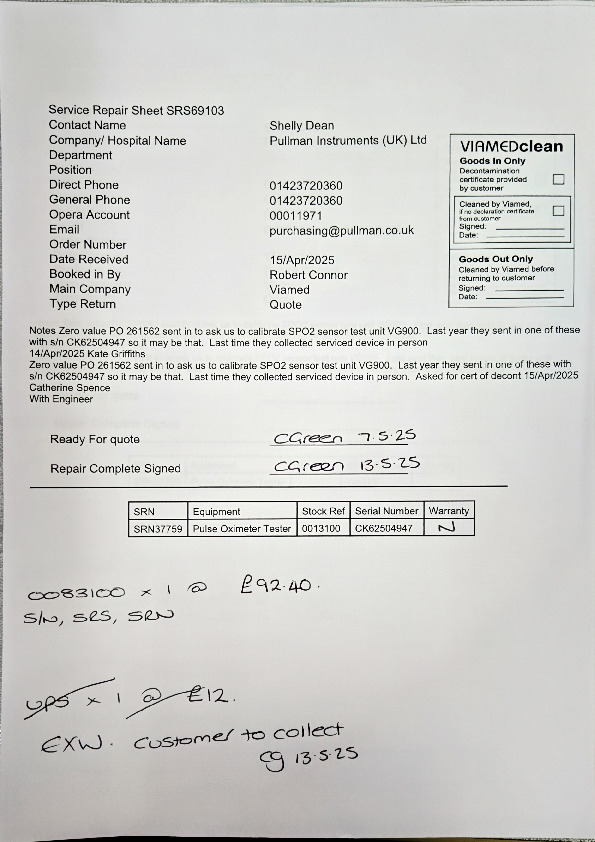 Service Repair Sheet SRS69103
Contact Name Shelly Dean
Company/ Hospital Name Pullman Instruments (UK) Ltd
Department
Position
Direct Phone 01423720360
General Phone 01423720360
Opera Account 00011971
Email purchasing@pullman.co.uk
Order Number
Date Received 15/Apr/2025
Booked in By Robert Connor
Main Company Viamed
Type Return Quote
VIAMEDclean
Goods In Only
Decontamination
certificate provided
by customer
Cleaned by Viamed,
if no declaration certificate
from customer
Signed:
Date:
Goods Out Only
Cleaned by Viamed before
returning to customer
Signed:
Date:
Notes Zero value PO 261562 sent in to ask us to calibrate SPO2 sensor test unit VG900. Last year they sent in one of these
with s/n CK62504947 so it may be that. Last time they collected serviced device in person
14/Apr/2025 Kate Griffiths
Zero value PO 261562 sent in to ask us to calibrate SPO2 sensor test unit VG900. Last year they sent in one of these with
s/n CK62504947 so it may be that. Last time they collected serviced device in person. Asked for cert of decont 15/Apr/2025
Catherine Spence
With Engineer
Ready For quote CGreen 7.5.25
Repair Complete Signed CGreen 13.5.25
SRN Equipment Stock Ref Serial Number Warranty
SRN37759 Pulse Oximeter Tester 0013100 CK62504947 N
0083100 x 1 @ £92.40.
S/N, SRS, SRN
UPS x 1 @ £12.
EXW. Customer to collect
CG 13.5.25